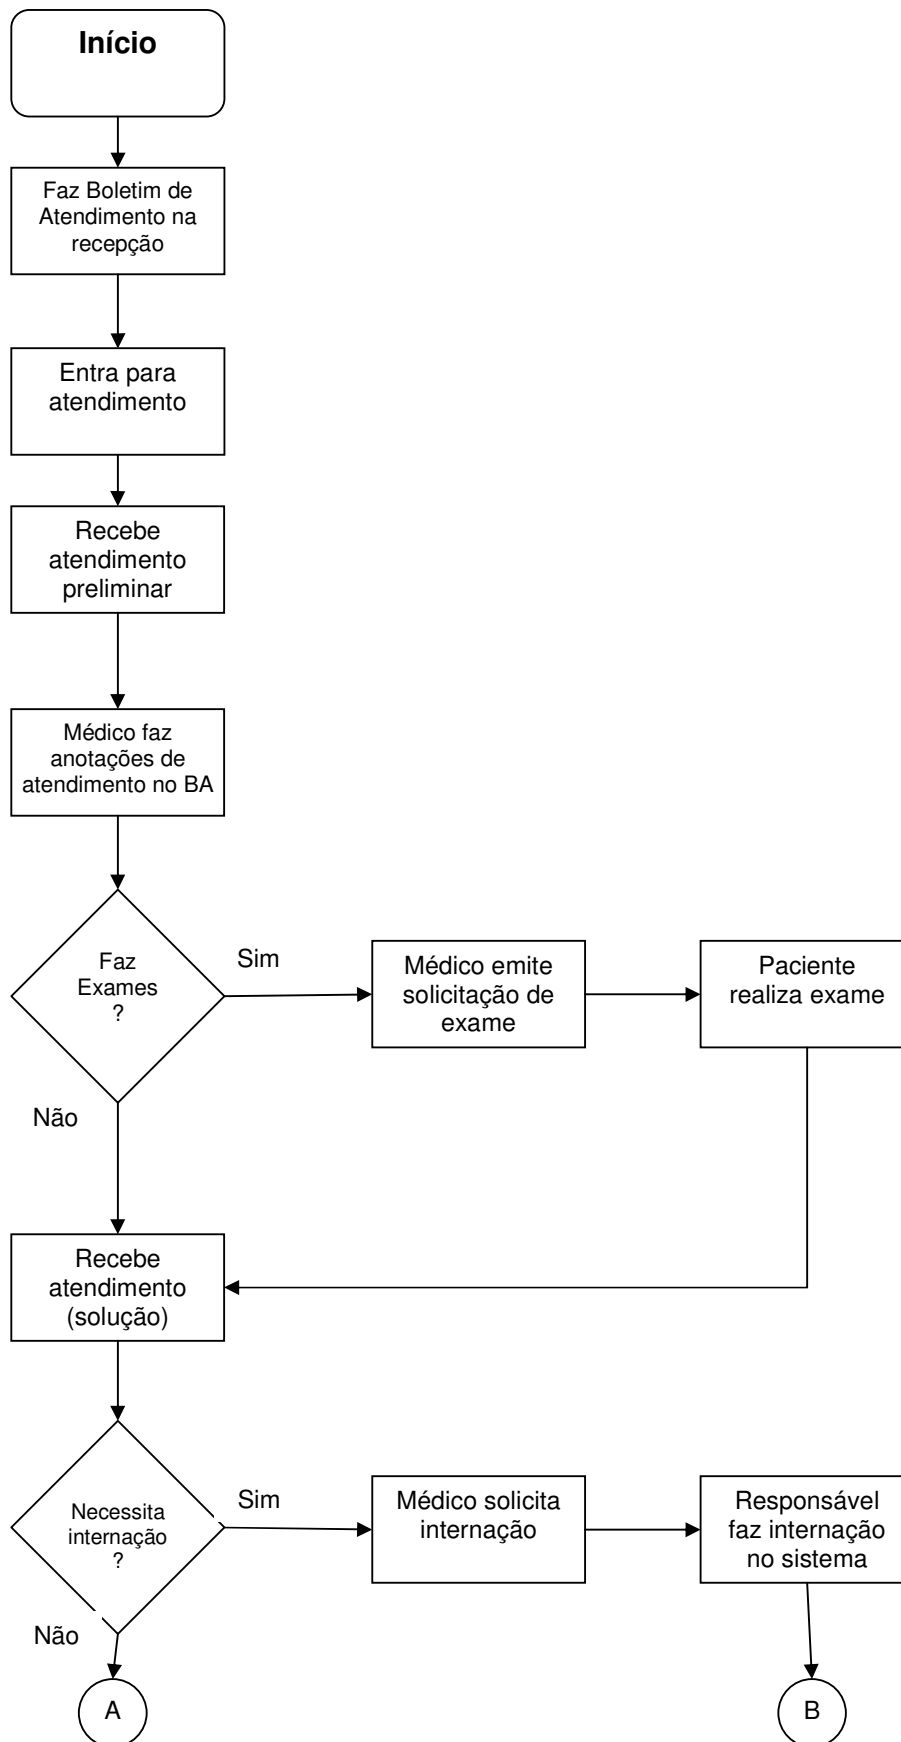 Início
Faz Boletim de
Atendimento na
recepção
Entra para
atendimento
Recebe
atendimento
preliminar
Médico faz
anotações de
atendimento no BA
Faz
Exames
?
Sim
Médico emite
solicitação de
exame
Paciente
realiza exame
Não
Recebe
atendimento
(solução)
Necessita
internação
?
Sim
Médico solicita
internação
Responsável
faz internação
no sistema
Não
A
B